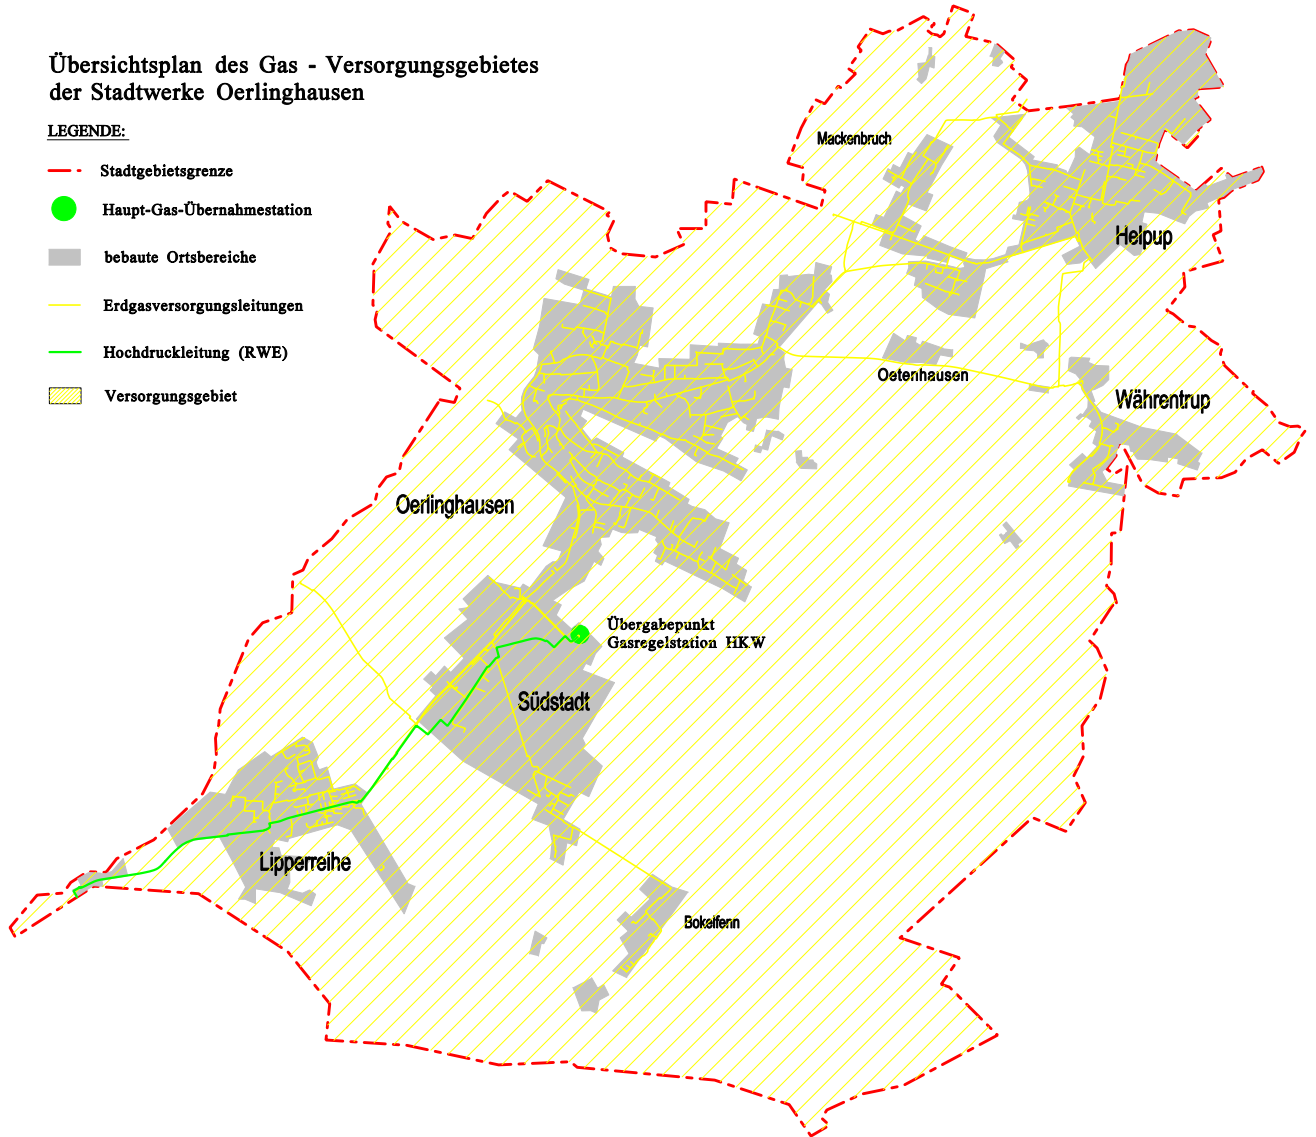 Übersichtsplan des Gas - Versorgungsgebietes
der Stadtwerke Oerlinghausen
LEGENDE:
Stadtgebietsgrenze
Haupt-Gas-Übernahmestation
bebaute Ortsbereiche
Erdgasversorgungsleitungen
Hochdruckleitung (RWE)
Versorgungsgebiet
Mackenbruch
Helpup
Oetenhausen
Währentrup
Oerlinghausen
Übergabepunkt
Gasregelstation HKW
Südstadt
Lipperreihe
Bokelfenn